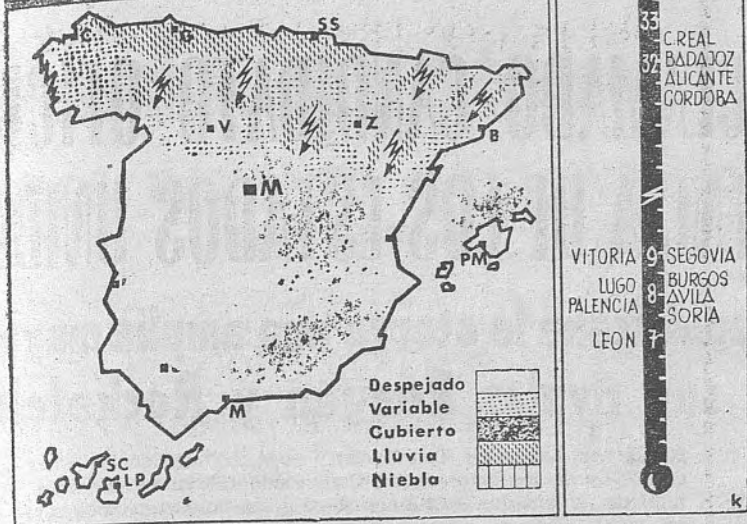 C
G
SS
V
Z
B
M
PM
M
SC
LP
Despejado
Variable
Cubierto
Lluvia
Niebla
33
32
C.REAL
BADAJOZ
ALICANTE
CORDOBA
VITORIA 9 SEGOVIA
LUGO
PALENCIA
8
BURGOS
AVILA
SORIA
LEON 7
k